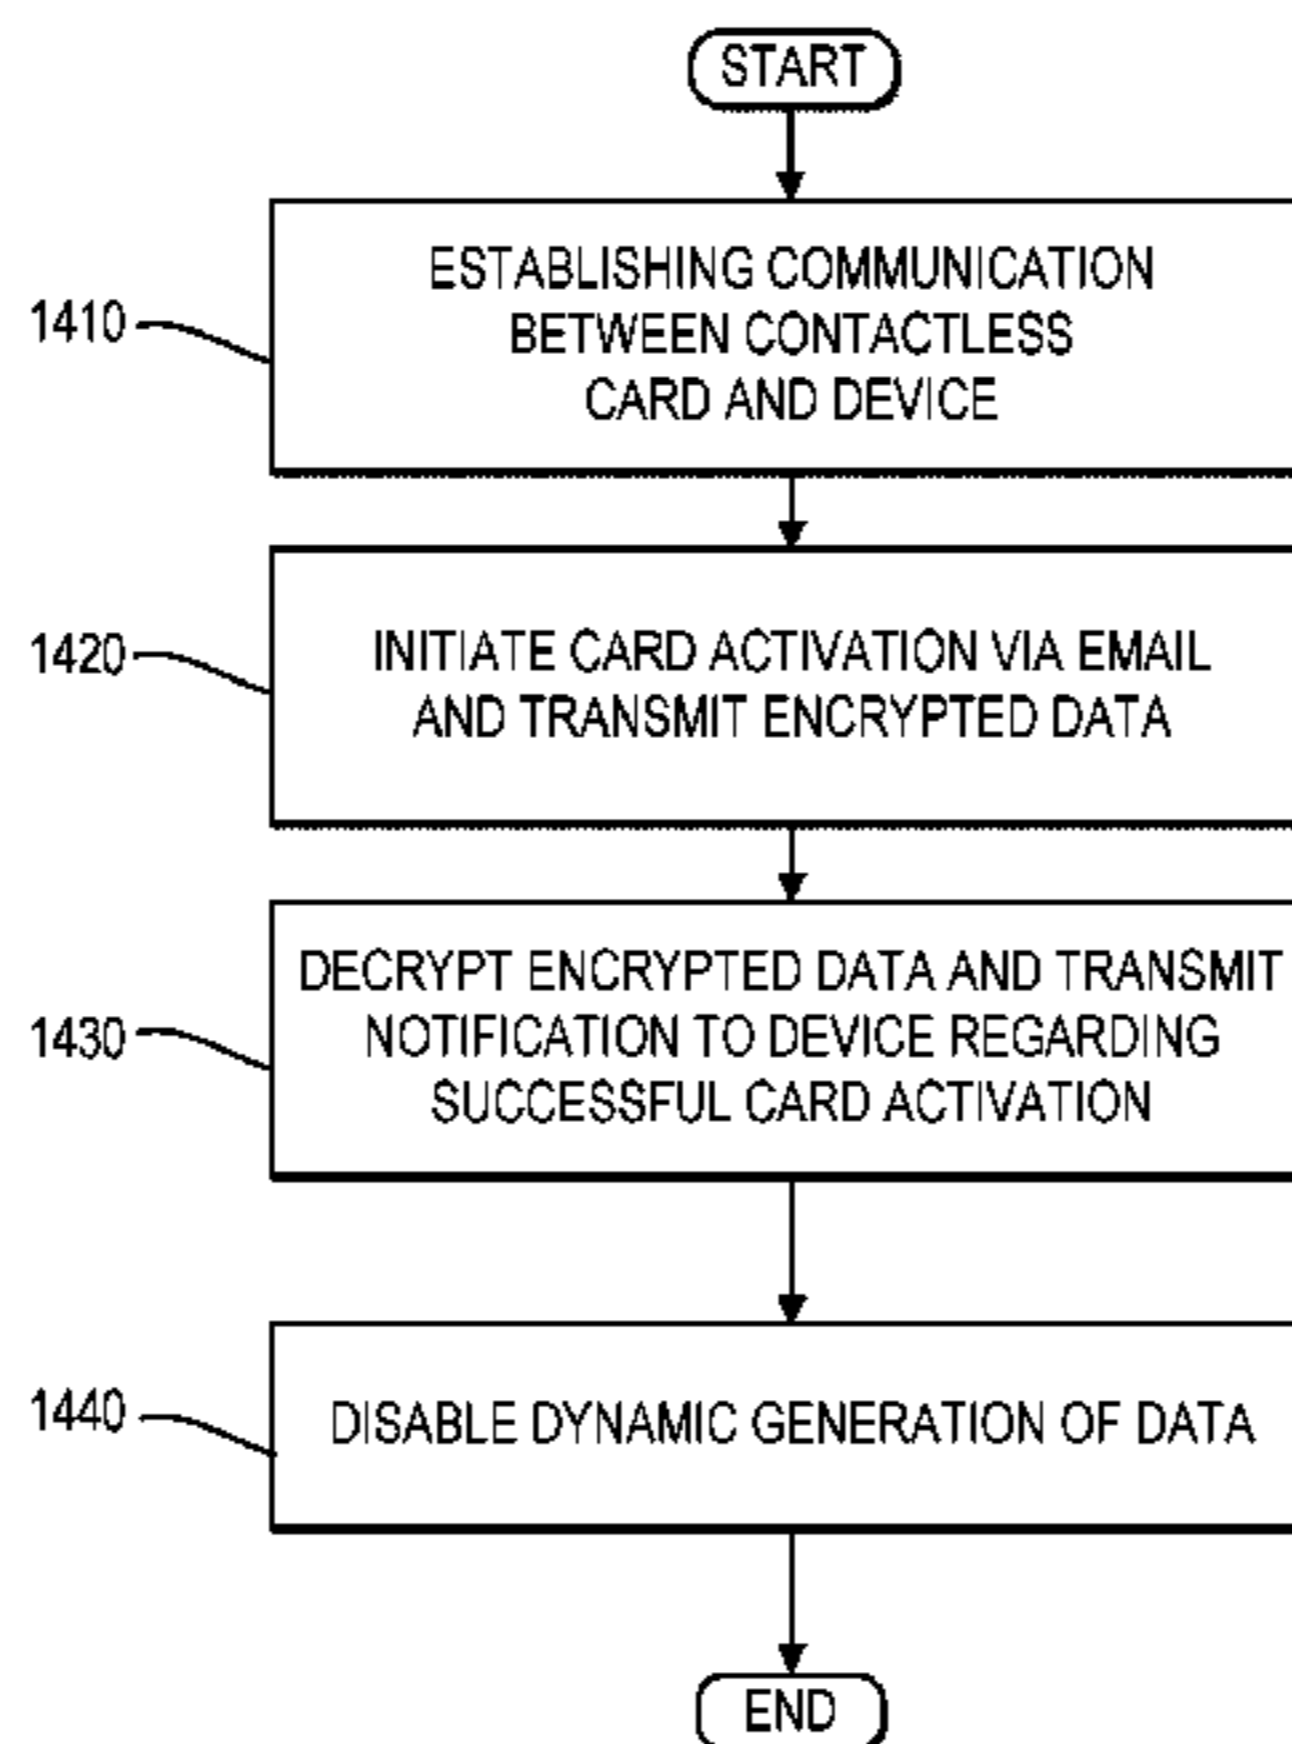 START
1410
ESTABLISHING COMMUNICATION
BETWEEN CONTACTLESS
CARD AND DEVICE
1420
INITIATE CARD ACTIVATION VIA EMAIL
AND TRANSMIT ENCRYPTED DATA
1430
DECRYPT ENCRYPTED DATA AND TRANSMIT
NOTIFICATION TO DEVICE REGARDING
SUCCESSFUL CARD ACTIVATION
1440
DISABLE DYNAMIC GENERATION OF DATA
END